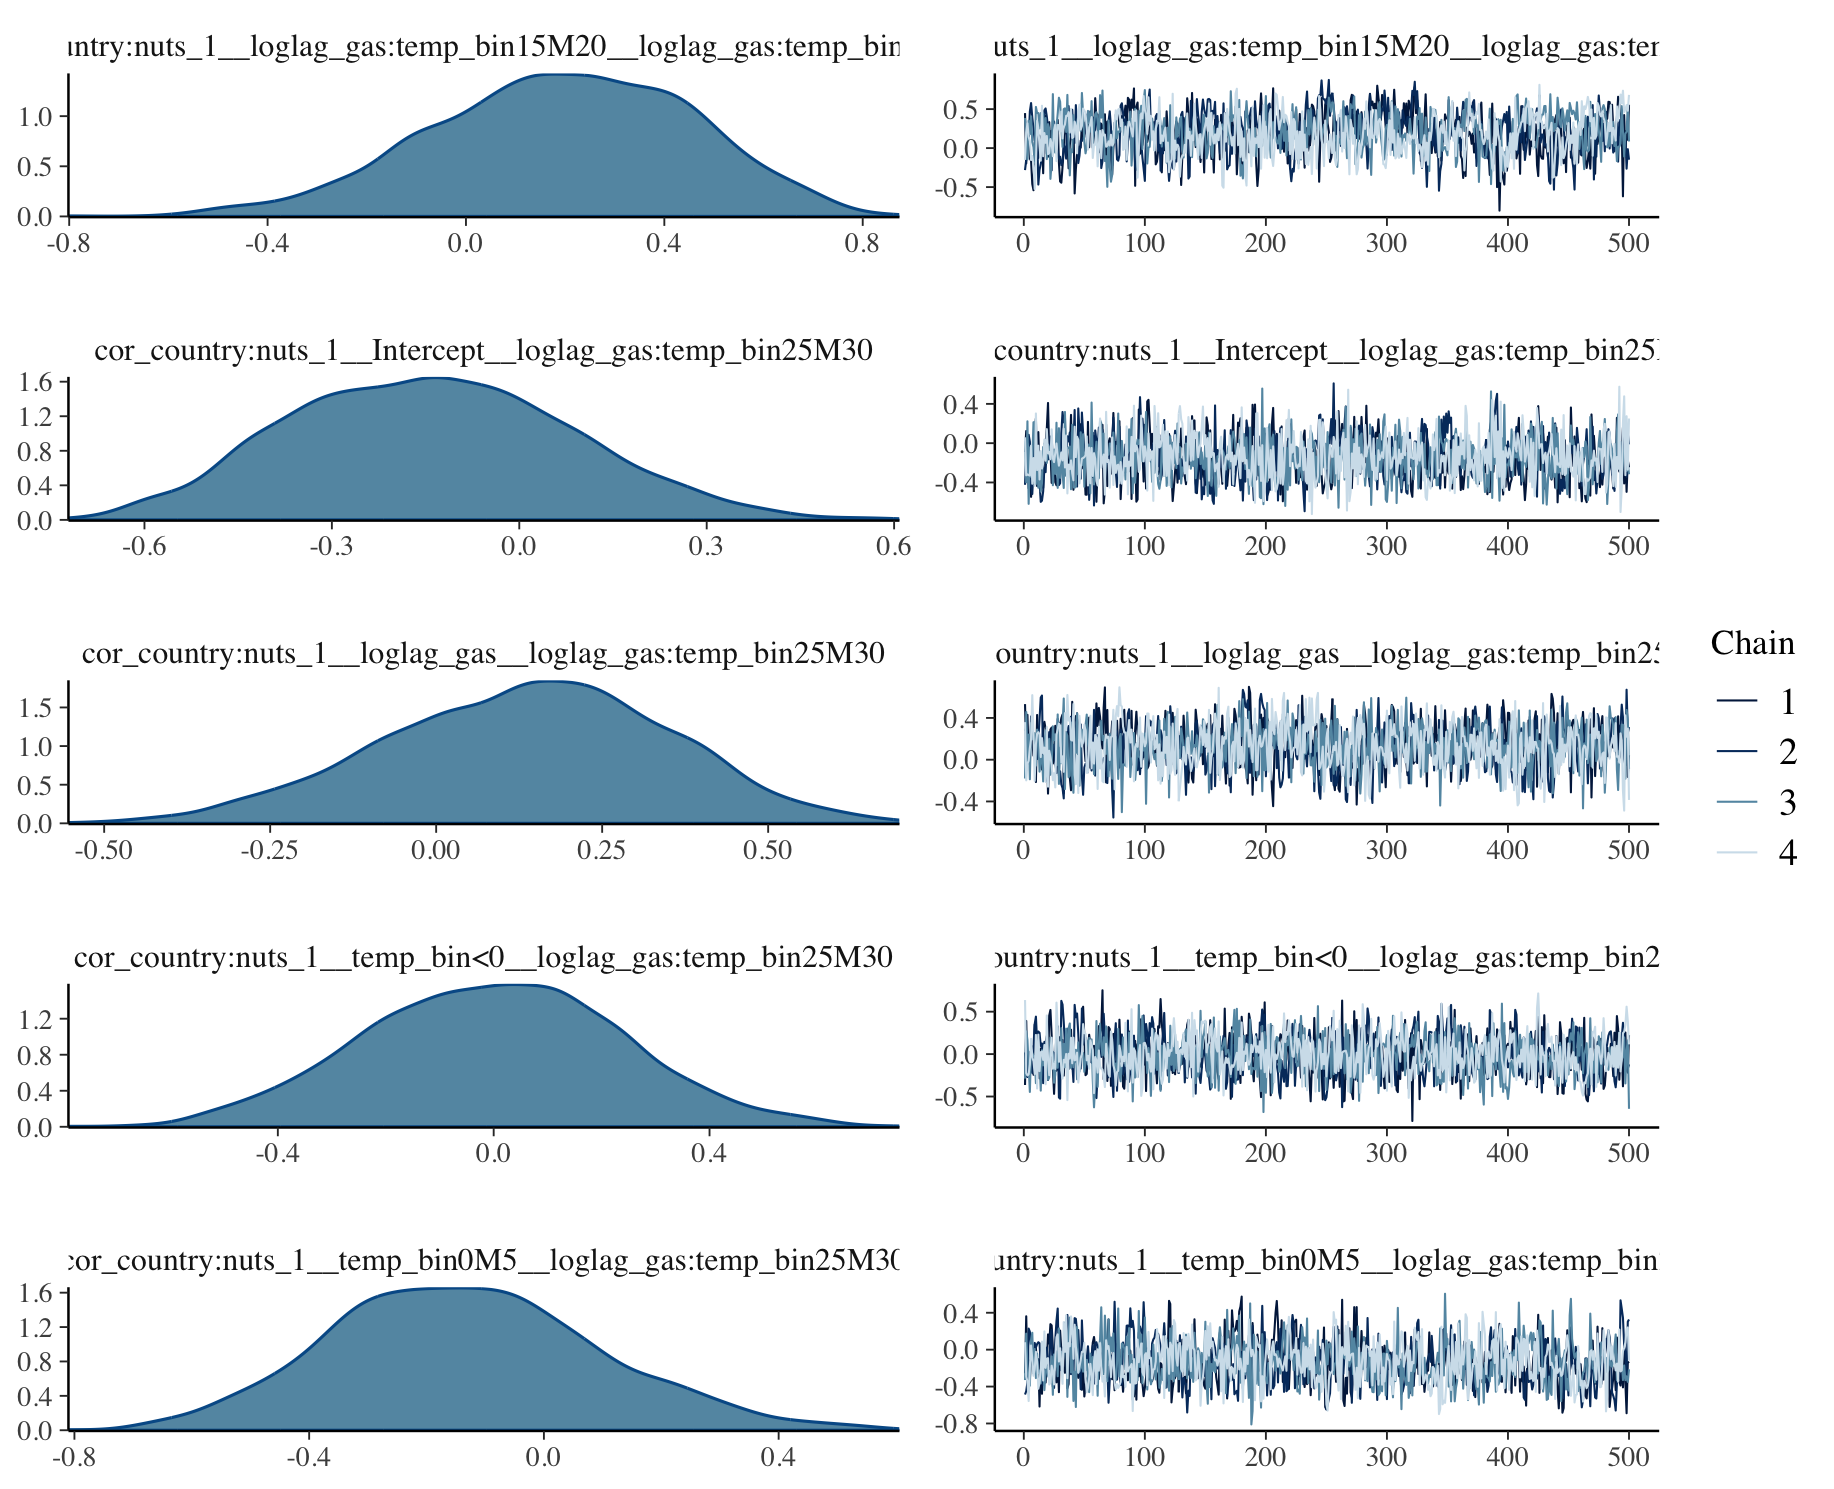 untry:nuts_1__loglag_gas:temp_bin15M20__loglag_gas:temp_bin
1.0
0.5
0.0
-0.8 -0.4 0.0 0.4 0.8
uts_1__loglag_gas:temp_bin15M20__loglag_gas:ter
0.5
0.0
-0.5
0 100 200 300 400 500
cor_country:nuts_1__Intercept__loglag_gas:temp_bin25M30
1.6
1.2
0.8
0.4
0.0
-0.6 -0.3 0.0 0.3 0.6
country:nuts_1__Intercept__loglag_gas:temp_bin25
0.4
0.0
-0.4
0 100 200 300 400 500
cor_country:nuts_1__loglag_gas__loglag_gas:temp_bin25M30
1.5
1.0
0.5
0.0
-0.50 -0.25 0.00 0.25 0.50
ountry:nuts_1__loglag_gas__loglag_gas:temp_bin25
0.4
0.0
-0.4
0 100 200 300 400 500
cor_country:nuts_1__temp_bin<0__loglag_gas:temp_bin25M30
1.2
0.8
0.4
0.0
-0.4 0.0 0.4
ountry:nuts_1__temp_bin<0__loglag_gas:temp_bin2
0.5
0.0
-0.5
0 100 200 300 400 500
cor_country:nuts_1__temp_bin0M5__loglag_gas:temp_bin25M30
1.6
1.2
0.8
0.4
0.0
-0.8 -0.4 0.0 0.4
untry:nuts_1__temp_bin0M5__loglag_gas:temp_bin
0.4
0.0
-0.4
-0.8
0 100 200 300 400 500
Chain
1
2
3
4